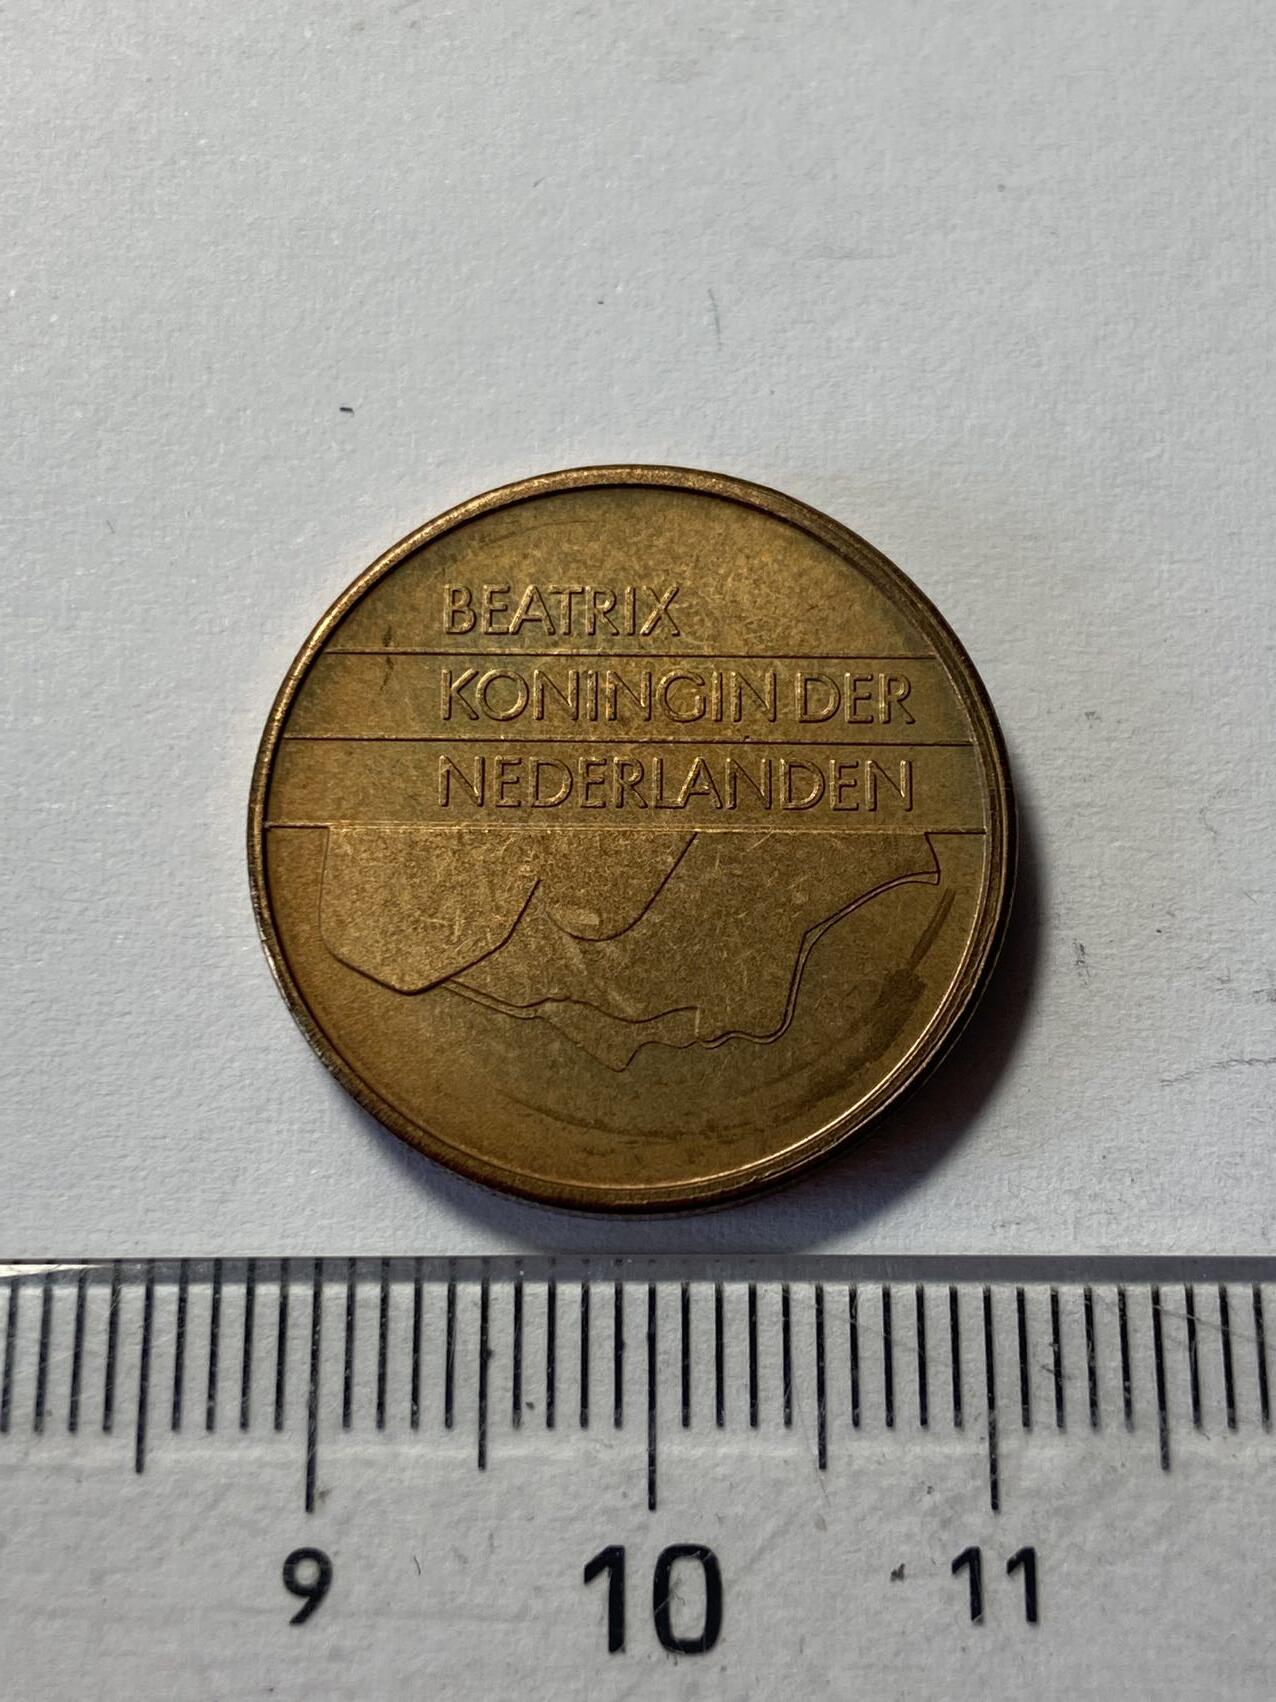 BEATRIX
KONINGIN DER
NEDERLANDEN
9 10 11